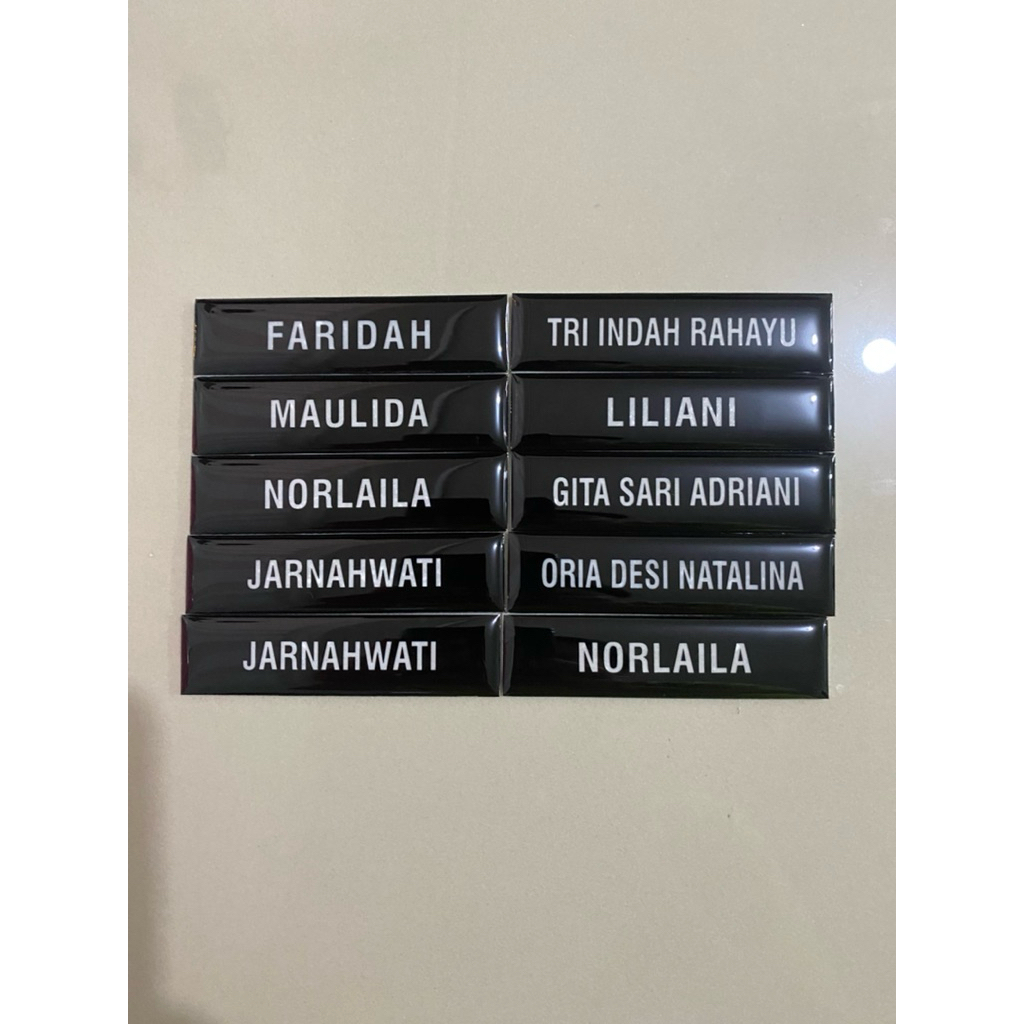 FARIDAH
TRI INDAH RAHAYU
MAULIDA
LILIANI
NORLAILA
GITA SARI ADRIANI
JARNAHWATI
ORIA DESI NATALINA
JARNAHWATI
NORLAILA